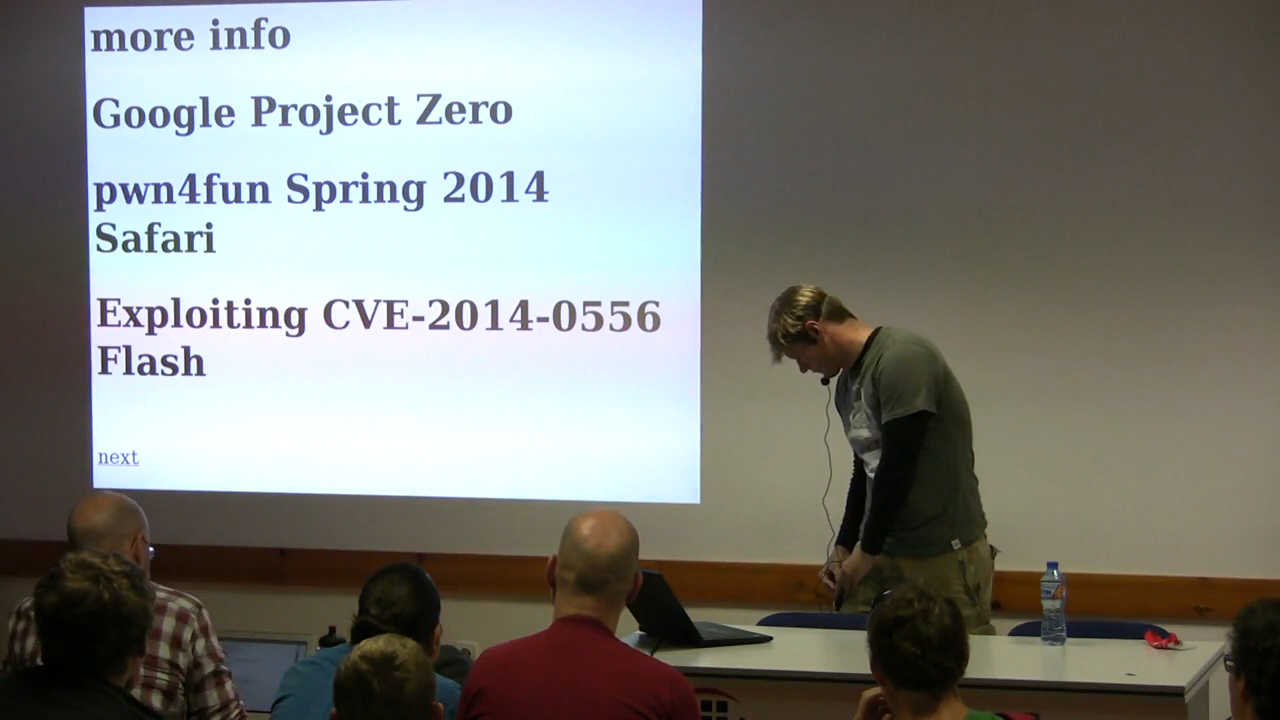 more info
Google Project Zero
pwn4fun Spring 2014
Safari
Exploiting CVE-2014-0556
Flash
next